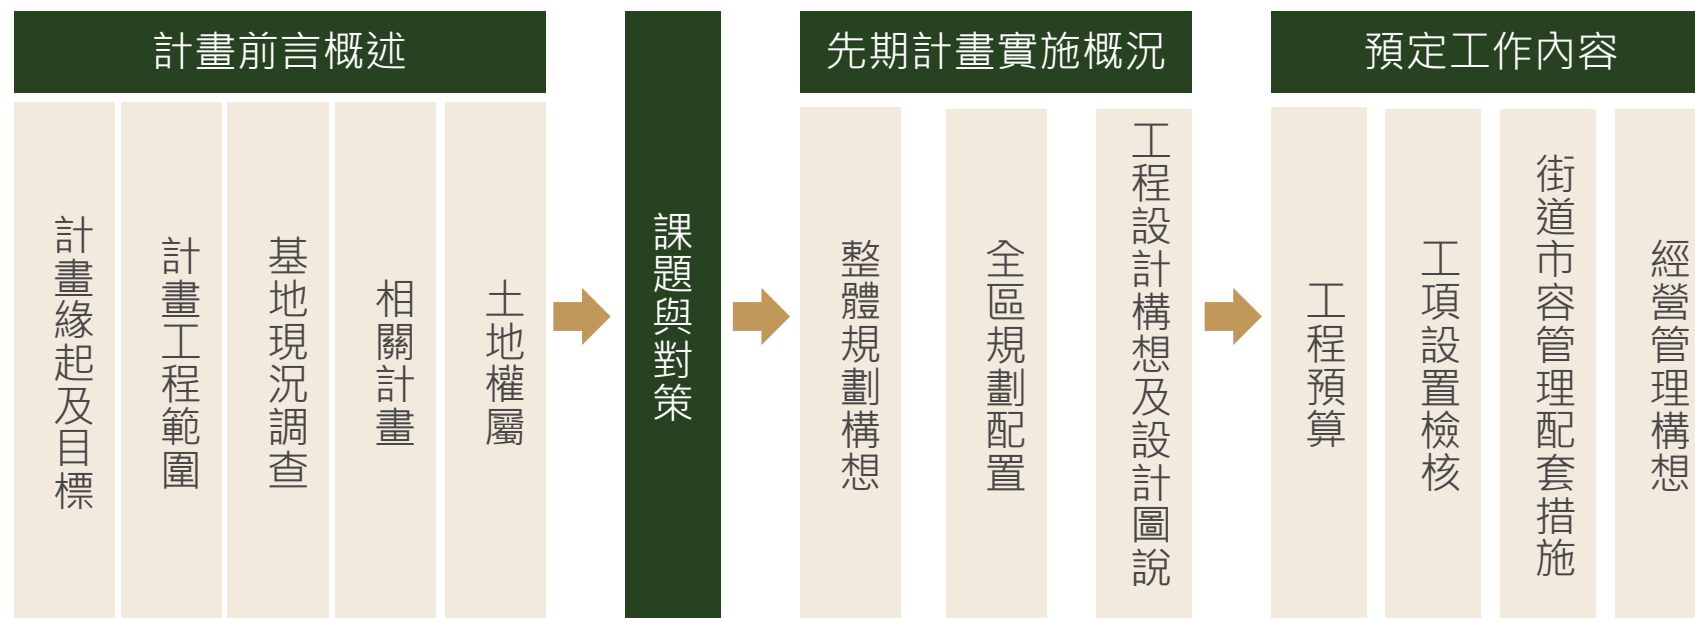 計畫前言概述
計畫緣起及目標
計畫工程範圍
基地現況調查
相關計畫
土地權屬
課題與對策
先期計畫實施概況
整體規劃構想
全區規劃配置
工程設計構想及設計圖說
預定工作內容
工程預算
工項設置檢核
街道市容管理配套措施
經營管理構想